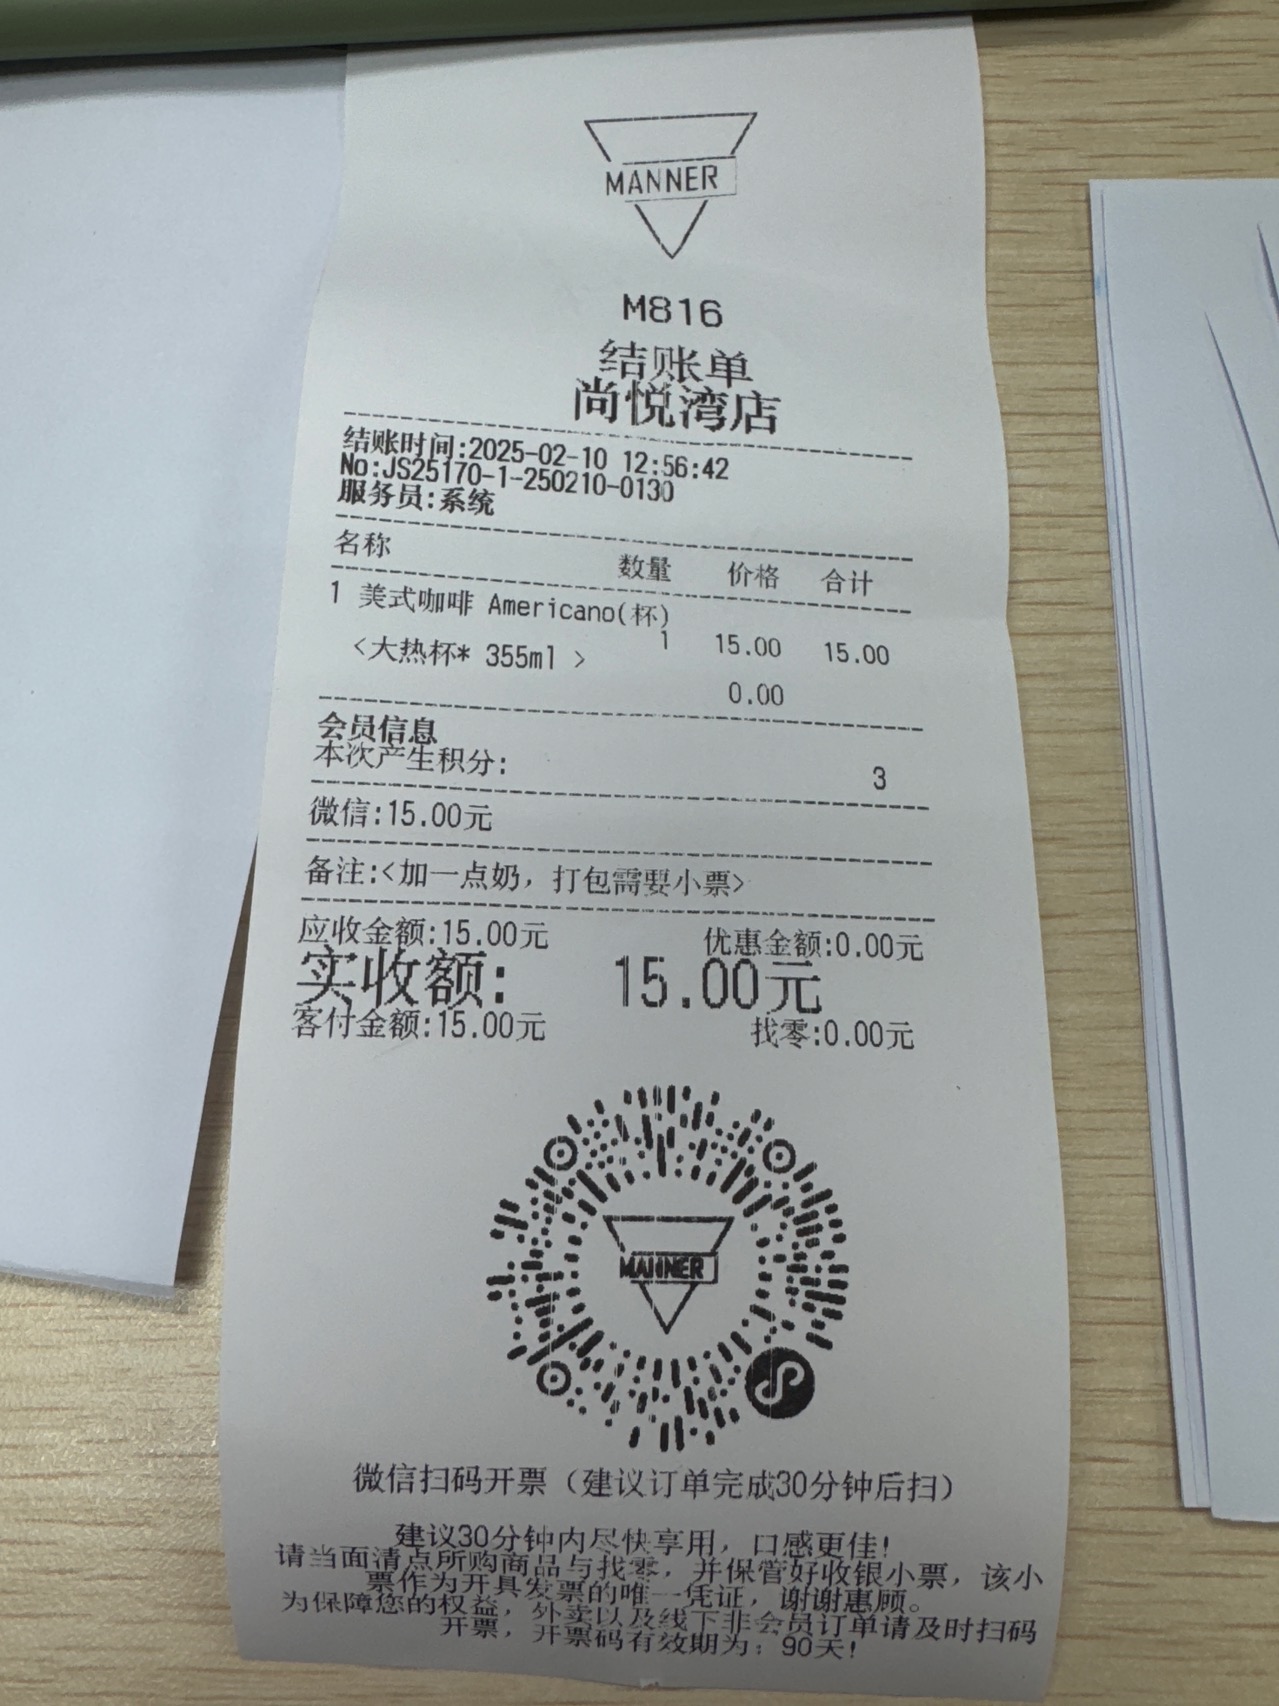 MANNER
M816
结账单
尚悦湾店
结账时间:2025-02-10 12:56:42
No:JS25170-1-250210-0130
服务员:系统
名称 数量 价格 合计
1 美式咖啡 Americano(杯)
<大热杯* 355ml > 1 15.00 15.00
0.00
会员信息
本次产生积分: 3
微信:15.00元
备注:<加一点奶, 打包需要小票>
应收金额:15.00元 优惠金额:0.00元
实收额: 15.00元
客付金额:15.00元 找零:0.00元
MANNER
微信扫码开票（建议订单完成30分钟后扫）
建议30分钟内尽快享用，口感更佳!
请当面清点所购商品与找零，并保管好收银小票，该小
票作为开具发票的唯一凭证，谢谢惠顾。
为保障您的权益，外卖以及线下非会员订单请及时扫码
开票，开票码有效期为: 90天!